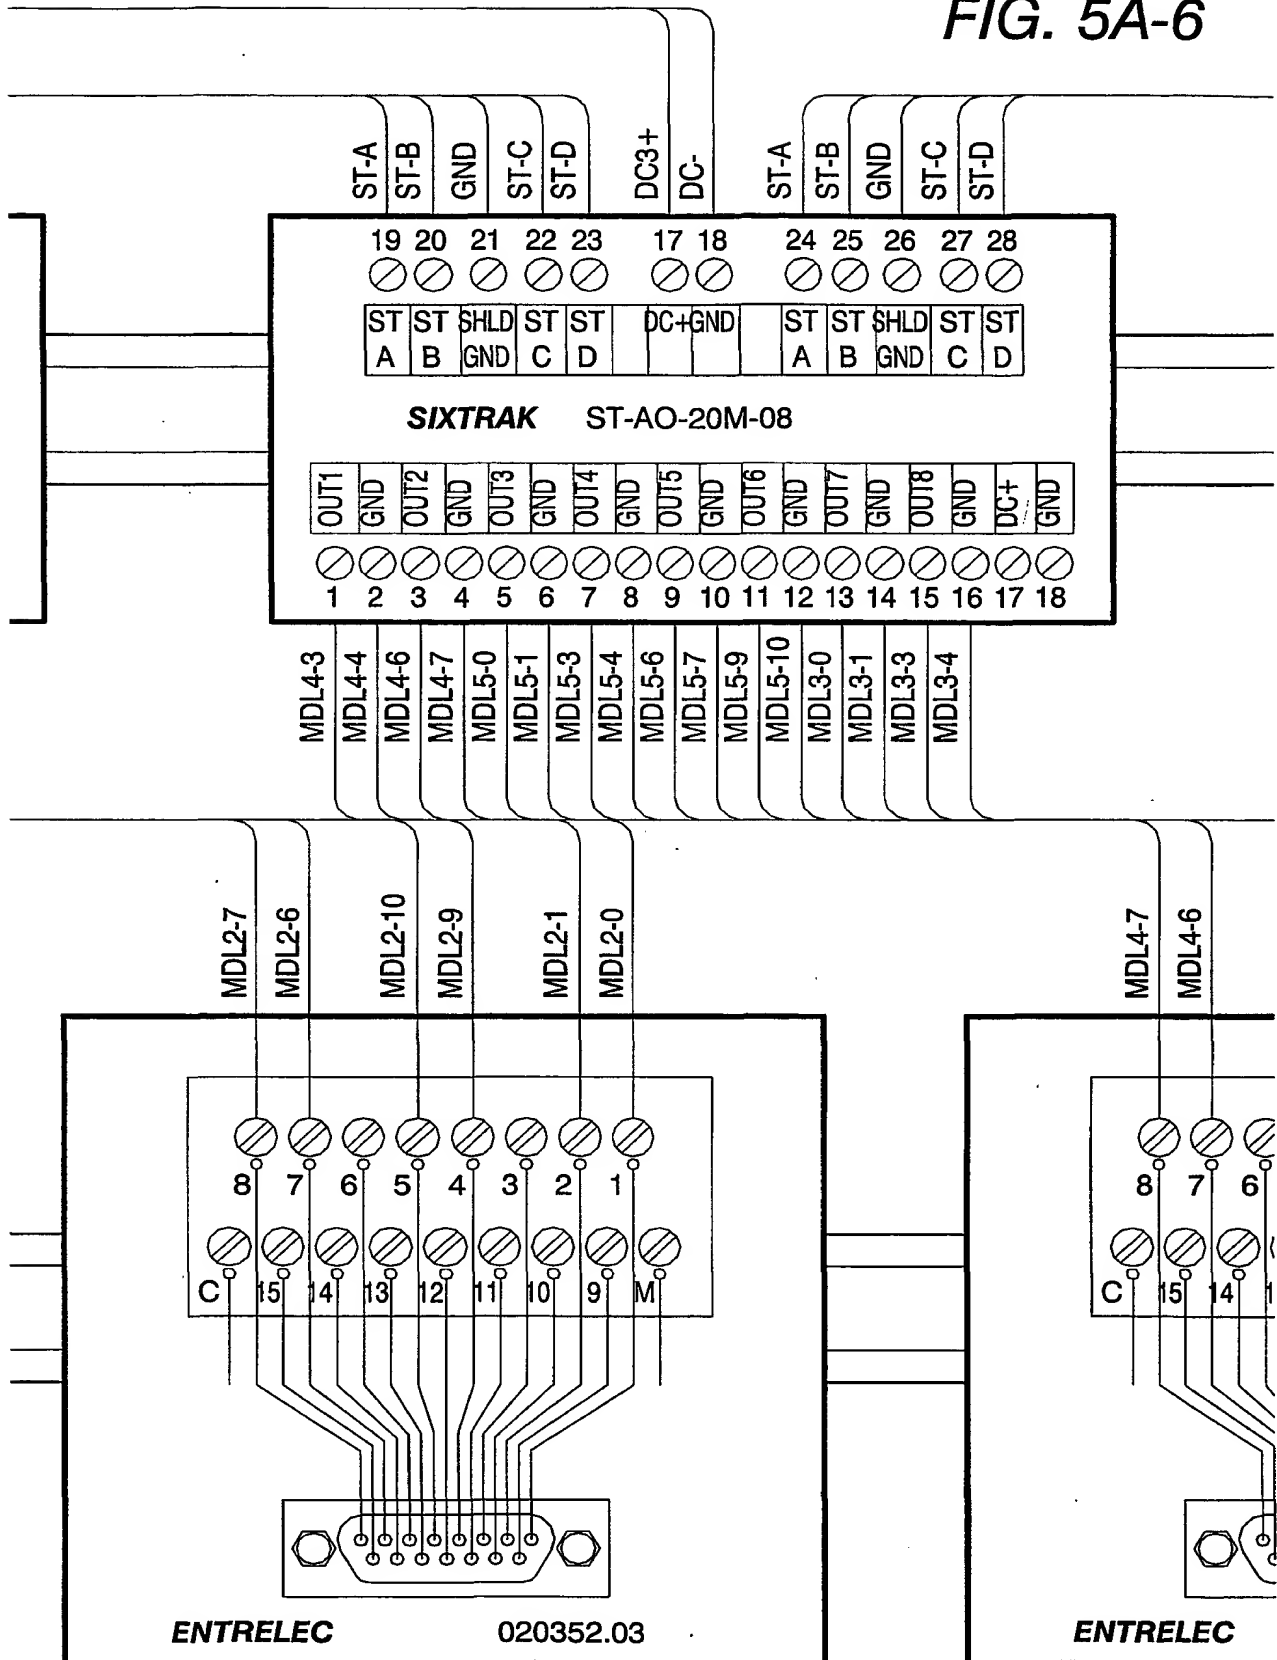 FIG. 5A-6
ST-A ST-B GND ST-C ST-D DC3+ DC- ST-A ST-B GND ST-C ST-D
19 20 21 22 23 17 18 24 25 26 27 28
ST ST SHLD ST ST DC+ GND ST ST SHLD ST ST
A B GND C D A B GND C D
SIXTRAK ST-AO-20M-08
OUT1 GND OUT2 GND OUT3 GND OUT4 GND OUT5 GND OUT6 GND OUT7 GND OUT8 GND DC+ GND
1 2 3 4 5 6 7 8 9 10 11 12 13 14 15 16 17 18
MDL4-3 MDL4-4 MDL4-6 MDL4-7 MDL5-0 MDL5-1 MDL5-3 MDL5-4 MDL5-6 MDL5-7 MDL5-9 MDL5-10 MDL3-0 MDL3-1 MDL3-3 MDL3-4
MDL2-7 MDL2-6 MDL2-10 MDL2-9 MDL2-1 MDL2-0 MDL4-7 MDL4-6
8 7 6 5 4 3 2 1 8 7 6
C 15 14 13 12 11 10 9 M C 15 14 1
ENTRELEC 020352.03 ENTRELEC